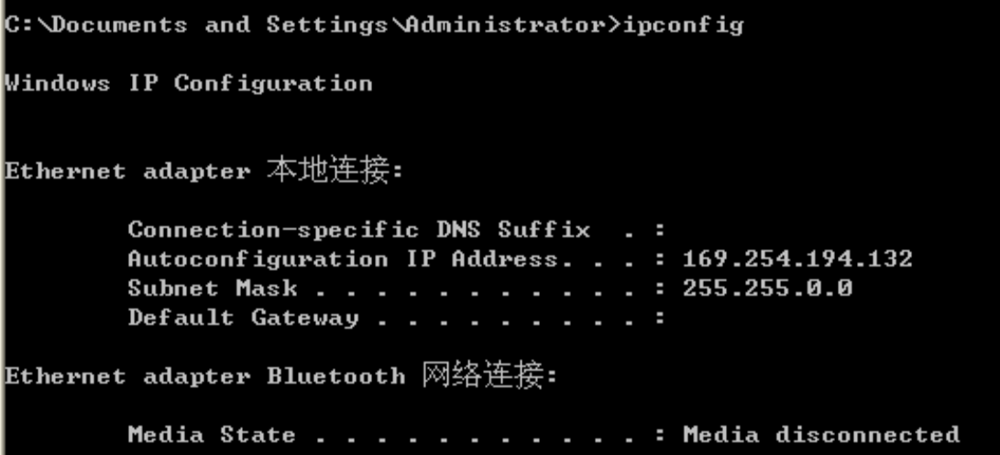 C:\Documents and Settings\Administrator>ipconfig
Windows IP Configuration
Ethernet adapter 本地连接:
Connection-specific DNS Suffix . :
Autoconfiguration IP Address. . . : 169.254.194.132
Subnet Mask . . . . . . . . . . . : 255.255.0.0
Default Gateway . . . . . . . . . :
Ethernet adapter Bluetooth 网络连接:
Media State . . . . . . . . . . . : Media disconnected